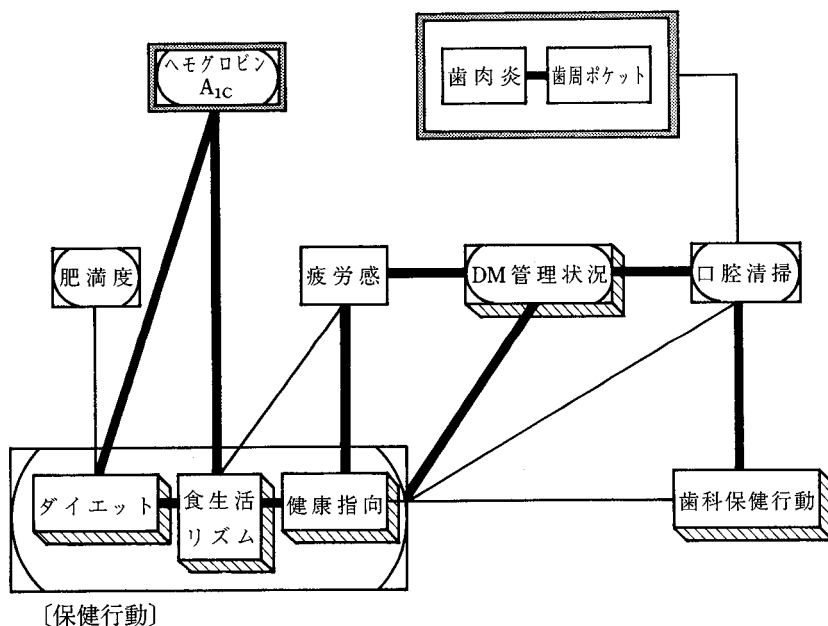 ヘモグロビン
A1C
歯肉炎
歯周ポケット
肥満度
疲労感
DM管理状況
口腔清掃
ダイエット
食生活
リズム
健康指向
歯科保健行動
〔保健行動〕